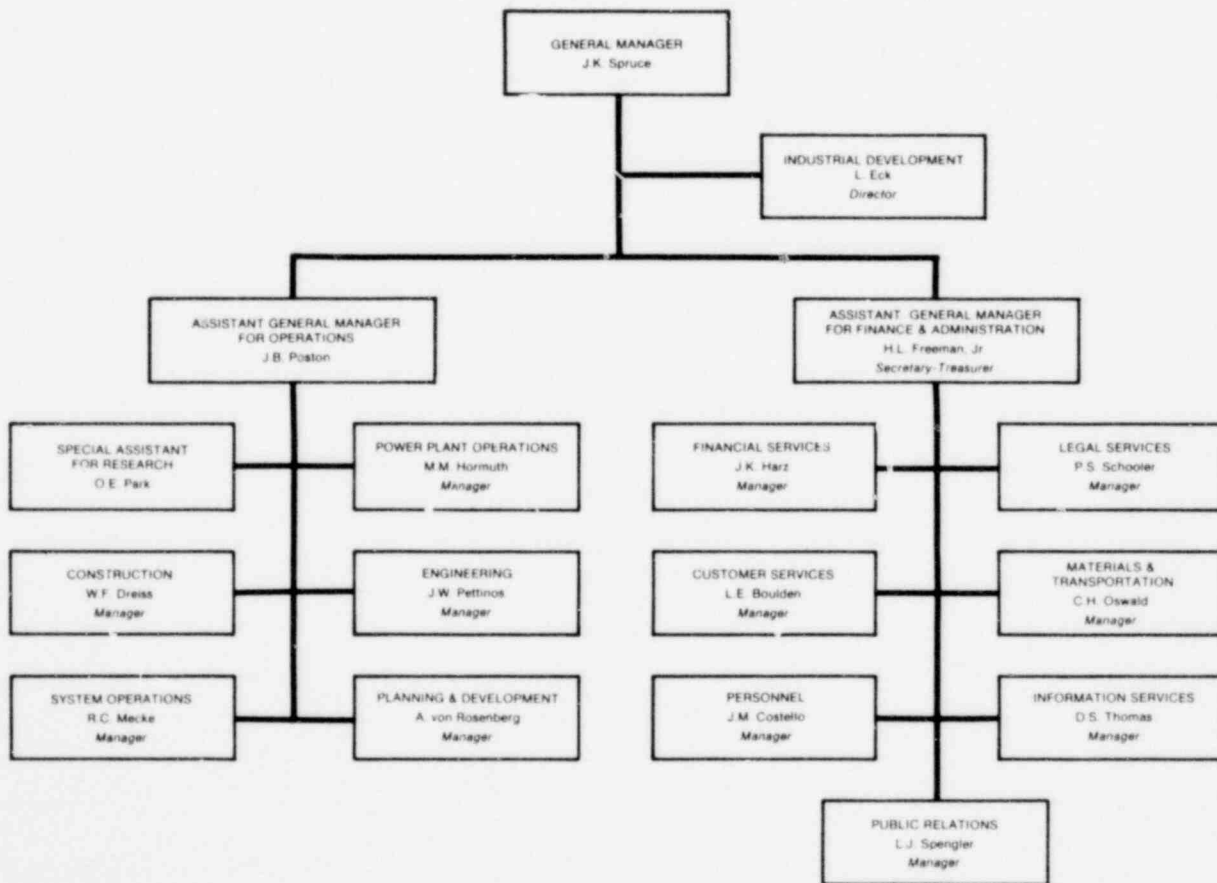 GENERAL MANAGER
J.K. Spruce
INDUSTRIAL DEVELOPMENT
L. Eck
Director
ASSISTANT GENERAL MANAGER
FOR OPERATIONS
J.B. Poston
ASSISTANT GENERAL MANAGER
FOR FINANCE & ADMINISTRATION
H.L. Freeman, Jr
Secretary-Treasurer
SPECIAL ASSISTANT
FOR RESEARCH
O.E. Park
POWER PLANT OPERATIONS
M.M. Hormuth
Manager
FINANCIAL SERVICES
J.K. Harz
Manager
LEGAL SERVICES
P.S. Schooler
Manager
CONSTRUCTION
W.F. Dreiss
Manager
ENGINEERING
J.W. Pettinos
Manager
CUSTOMER SERVICES
L.E. Boulden
Manager
MATERIALS &
TRANSPORTATION
C.H. Oswald
Manager
SYSTEM OPERATIONS
R.C. Mecke
Manager
PLANNING & DEVELOPMENT
A. von Rosenberg
Manager
PERSONNEL
J.M. Costello
Manager
INFORMATION SERVICES
D.S. Thomas
Manager
PUBLIC RELATIONS
L.J. Spengler
Manager